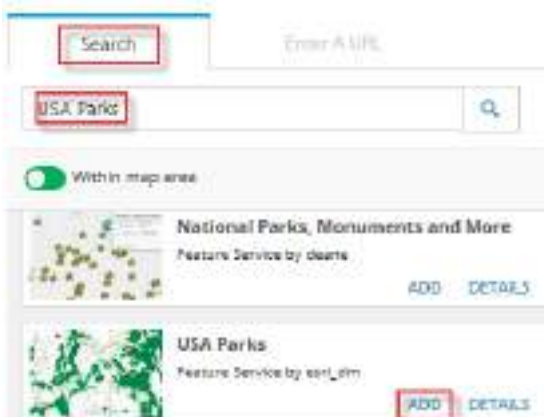 Search
Enter A URL
USA Parks
Within map area
National Parks, Monuments and More
Feature Service by dearte
ADD DETAILS
USA Parks
Feature Service by esri_dm
ADD DETAILS